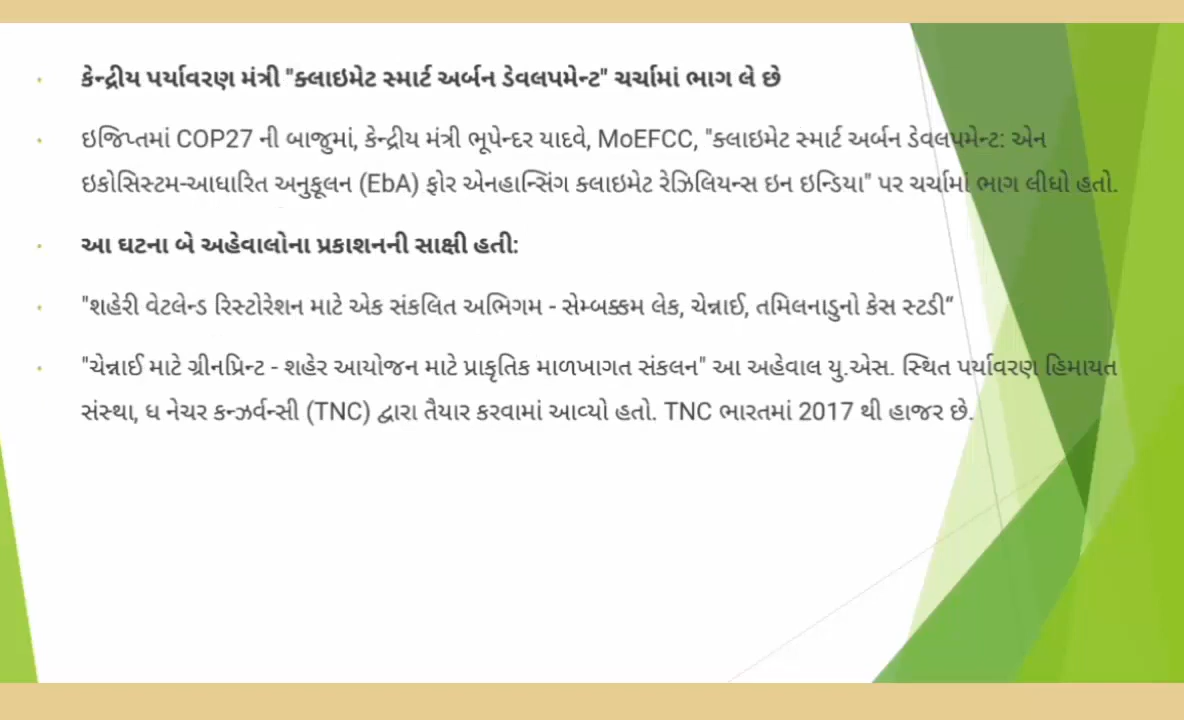 કેન્દ્રીય પર્યાવરણ મંત્રી "ક્લાઇમેટ સ્માર્ટ અર્બન ડેવલપમેન્ટ" ચર્ચામાં ભાગ લે છે
ઇજિપ્તમાં COP27 ની બાજુમાં, કેન્દ્રીય મંત્રી ભૂપેન્દર યાદવે, MoEFCC, "ક્લાઇમેટ સ્માર્ટ અર્બન ડેવલપમેન્ટ: એન
ઇકોસિસ્ટમ-આધારિત અનુકૂલન (EbA) ફોર એનહાન્સિંગ ક્લાઇમેટ રેઝિલિયન્સ ઇન ઇન્ડિયા" પર ચર્ચામાં ભાગ લીધો હતો.
આ ઘટના બે અહેવાલોના પ્રકાશનની સાક્ષી હતી:
"શહેરી વેટલેન્ડ રિસ્ટોરેશન માટે એક સંકલિત અભિગમ - સેમ્બક્કમ લેક, ચેન્નાઈ, તમિલનાડુનો કેસ સ્ટડી"
"ચેન્નાઈ માટે ગ્રીનપ્રિન્ટ - શહેર આયોજન માટે પ્રાકૃતિક માળખાગત સંકલન" આ અહેવાલ યુ.એસ. સ્થિત પર્યાવરણ હિમાયત
સંસ્થા, ધ નેચર કન્ઝર્વન્સી (TNC) દ્વારા તૈયાર કરવામાં આવ્યો હતો. TNC ભારતમાં 2017 થી હાજર છે.